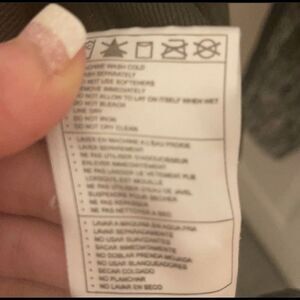 MACHINE WASH COLD
WASH SEPARATELY
DO NOT USE SOFTENERS
REMOVE IMMEDIATELY
DO NOT ALLOW TO LAY ON ITSELF WHEN WET
DO NOT BLEACH
LINE DRY
DO NOT IRON
DO NOT DRY CLEAN
LAVER EN MACHINE A L'EAU FROIDE
LAVER SEPAREMENT
NE PAS UTILISER D'ADOUCISSEUR
ENLEVER IMMEDIATEMENT
NE PAS LAISSER LE VETEMENT PLIE
LORSQU'IL EST MOUILLE
NE PAS UTILISER D'EAU DE JAVEL
SUSPENDRE POUR SECHER
NE PAS REPASSER
NE PAS NETTOYER A SEC
LAVAR A MAQUINA EN AGUA FRIA
LAVAR SEPARADAMENTE
NO USAR SUAVIZANTES
SACAR IMMEDIATAMENTE
NO DOBLAR PRENDA MOJADA
NO USAR BLANQUEADORES
SECAR COLGADO
NO PLANCHAR
NO LAVAR EN SECO